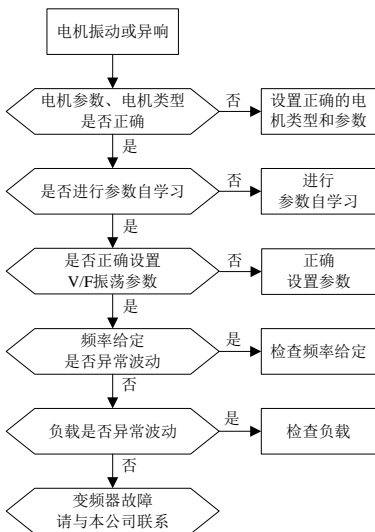 电机振动或异响
电机参数、电机类型
是否正确
否
设置正确的电
机类型和参数
是
是否进行参数自学习
否
进行
参数自学习
是
是否正确设置
V/F振荡参数
否
正确
设置参数
是
频率给定
是否异常波动
是
检查频率给定
否
负载是否异常波动
是
检查负载
否
变频器故障
请与本公司联系